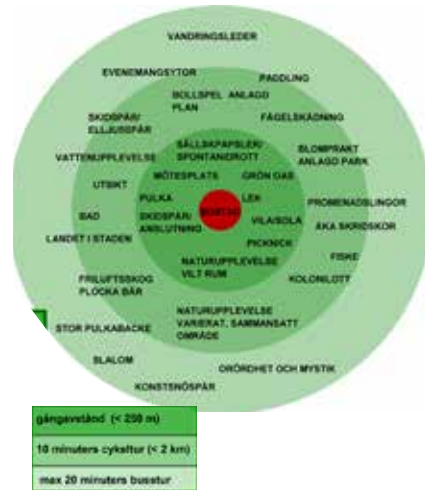 VANDRINGSLEDER
EVENEMANGSYTOR
PADDLING
BOLLSPEL ANLAGD
PLAN
SKIDSPÅR/
ELLJUSSPÅR
FÅGELSKÅDNING
SÄLLSKPAPSLEK/
SPONTANIDROTT
BLOMPRAKT
ANLAGD PARK
VATTENUPPLEVELSE
MÖTESPLATS
GRÖN OAS
UTSIKT
PULKA
LEK
PROMENADSLINGOR
BAD
SKIDSPÅR/
ANSLUTNING
BOSTAD
VILA/SOLA
ÅKA SKRIDSKOR
LANDET I STADEN
PICKNICK
FISKE
NATURUPPLEVELSE
VILT RUM
FRILUFTSSKOG
PLOCKA BÄR
KOLONILOTT
NATURUPPLEVELSE
VARIERAT, SAMMANSATT
OMRÅDE
STOR PULKABACKE
SLALOM
ORÖRDHET OCH MYSTIK
KONSTSNÖSPÅR
gångavstånd (< 250 m)
10 minuters cykeltur (< 2 km)
max 20 minuters busstur